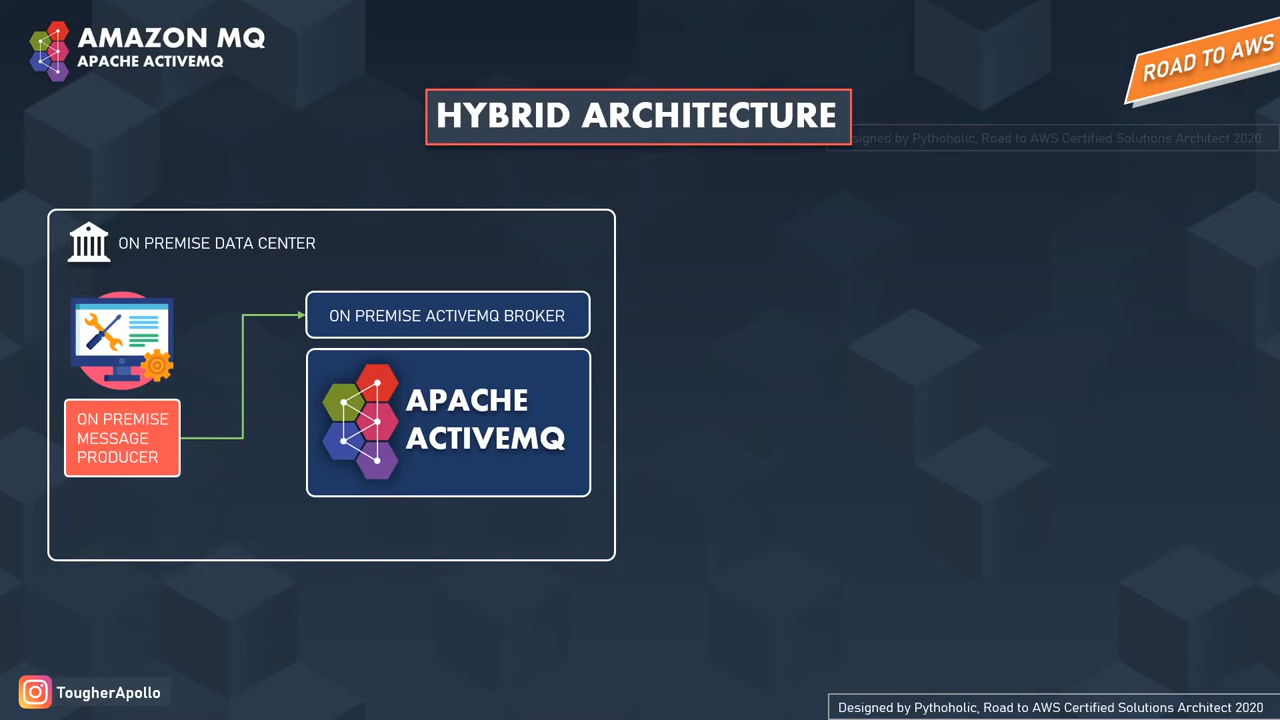 AMAZON MQ
APACHE ACTIVEMQ
ROAD TO AWS
HYBRID ARCHITECTURE
signed by Pythoholic, Road to AWS Certified Solutions Architect 2020
ON PREMISE DATA CENTER
ON PREMISE ACTIVEMQ BROKER
APACHE
ACTIVEMQ
ON PREMISE
MESSAGE
PRODUCER
TougherApollo
Designed by Pythoholic, Road to AWS Certified Solutions Architect 2020